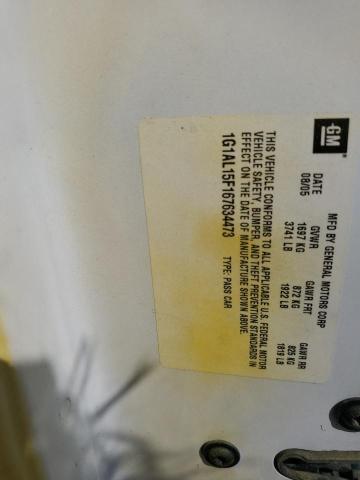 GM
MFD BY GENERAL MOTORS CORP
DATE GVWR GAWR FRT GAWR RR
08/05 1697 KG 872 KG 825 KG
3741 LB 1922 LB 1819 LB
THIS VEHICLE CONFORMS TO ALL APPLICABLE U.S. FEDERAL MOTOR
VEHICLE SAFETY, BUMPER, AND THEFT PREVENTION STANDARDS IN
EFFECT ON THE DATE OF MANUFACTURE SHOWN ABOVE.
1G1AL15F167634473 TYPE: PASS CAR